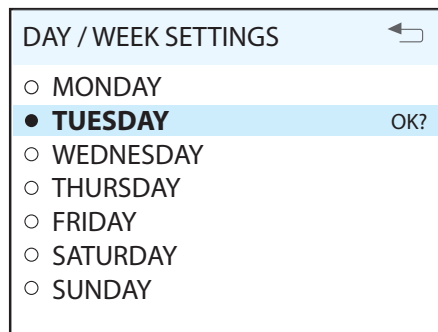 DAY / WEEK SETTINGS
MONDAY
TUESDAY OK?
WEDNESDAY
THURSDAY
FRIDAY
SATURDAY
SUNDAY